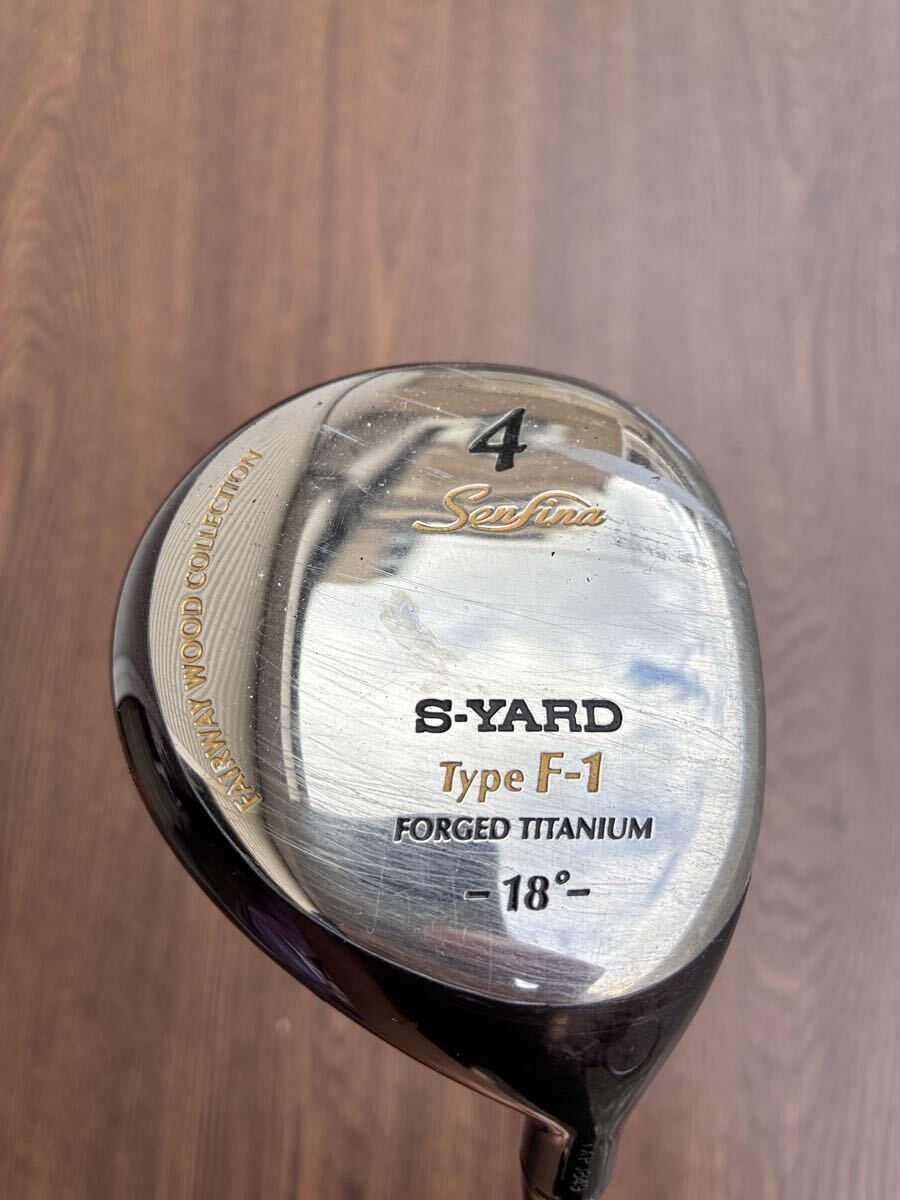 4
Senfina
FAIRWAY WOOD COLLECTION
S-YARD
Type F-1
FORGED TITANIUM
- 18° -